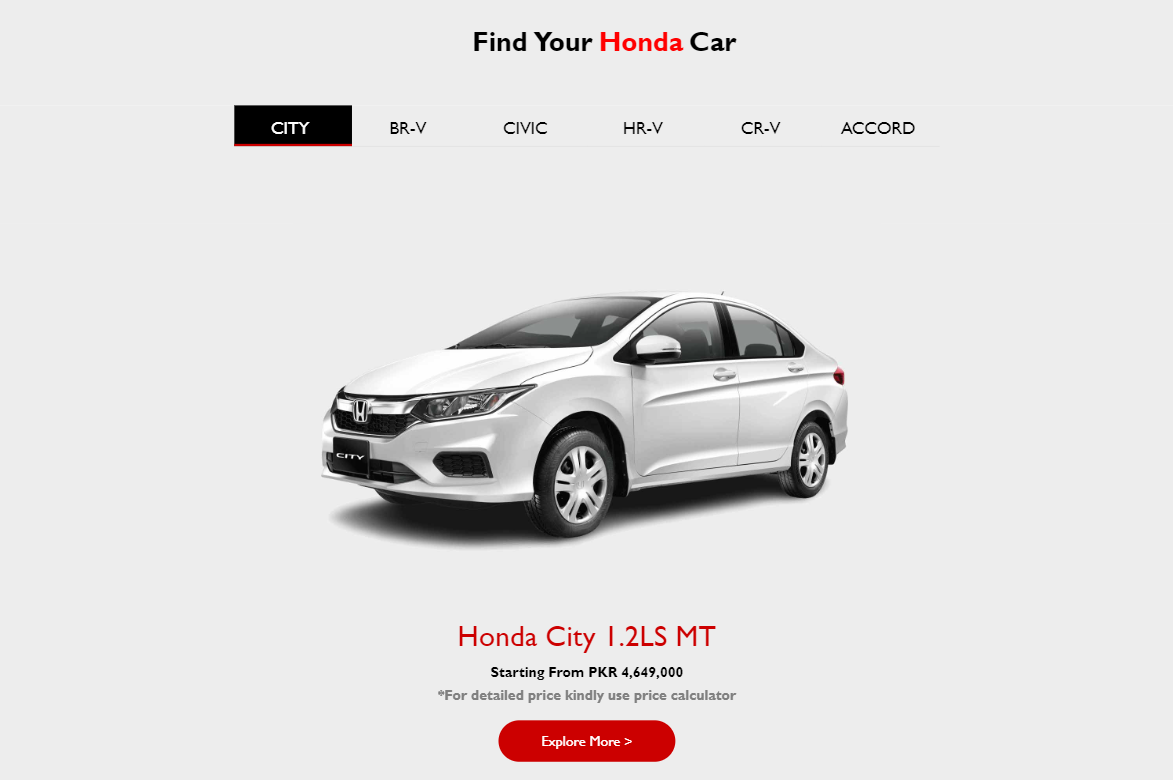 Find Your Honda Car
CITY BR-V CIVIC HR-V CR-V ACCORD
CITY
Honda City 1.2LS MT
Starting From PKR 4,649,000
*For detailed price kindly use price calculator
Explore More >